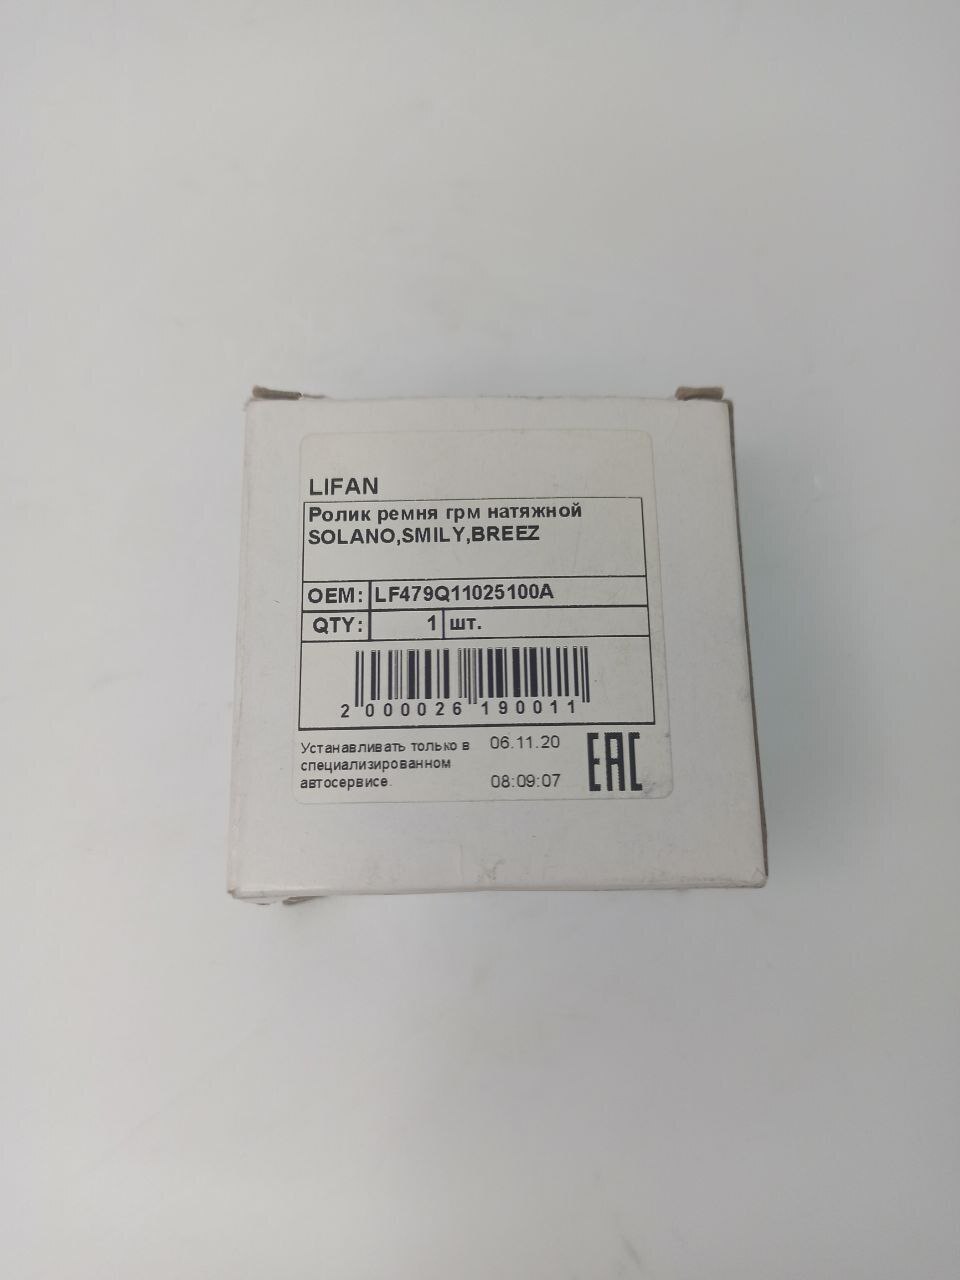 LIFAN
Ролик ремня грм натяжной
SOLANO,SMILY,BREEZ
OEM: LF479Q11025100A
QTY: 1 шт.
2 000026 190011
Устанавливать только в
специализированном
автосервисе.
06.11.20
08:09:07
EAC